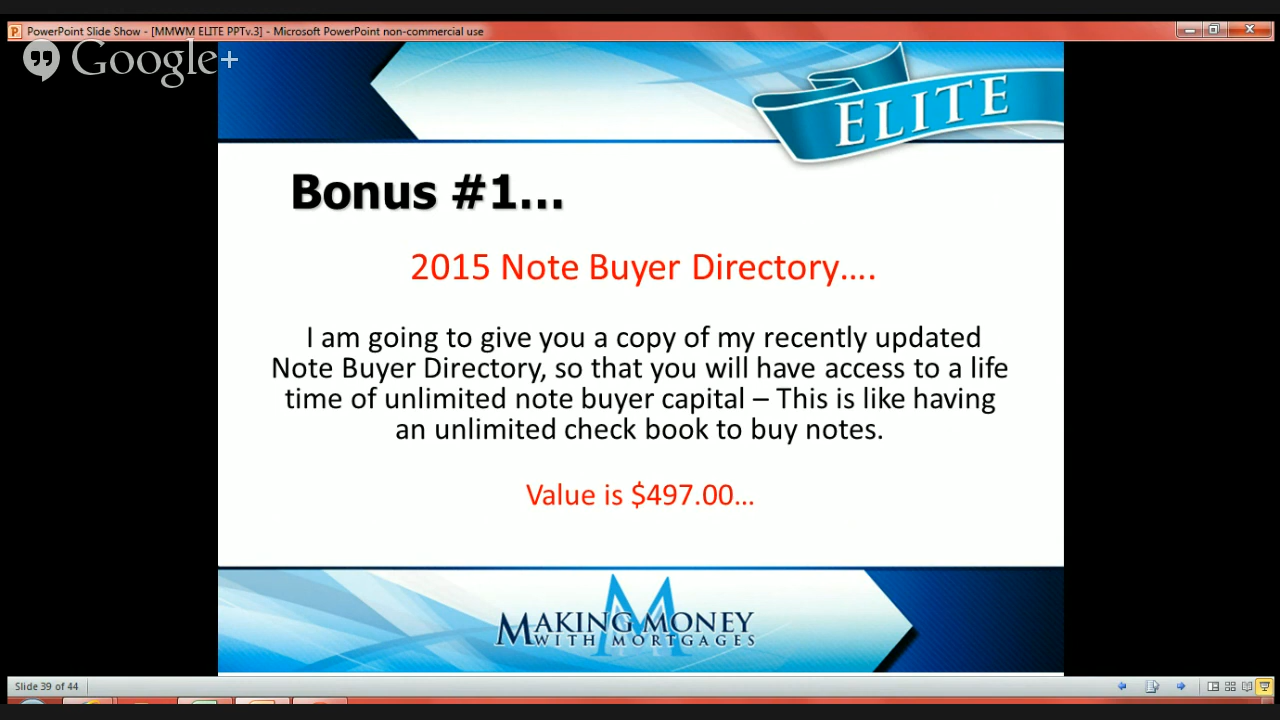 PowerPoint Slide Show - [MMWM ELITE PPTv.3] - Microsoft PowerPoint non-commercial use
Google+
ELITE
Bonus #1...
2015 Note Buyer Directory....
I am going to give you a copy of my recently updated
Note Buyer Directory, so that you will have access to a life
time of unlimited note buyer capital – This is like having
an unlimited check book to buy notes.
Value is $497.00...
M
MAKING MONEY
WITH MORTGAGES
Slide 39 of 44